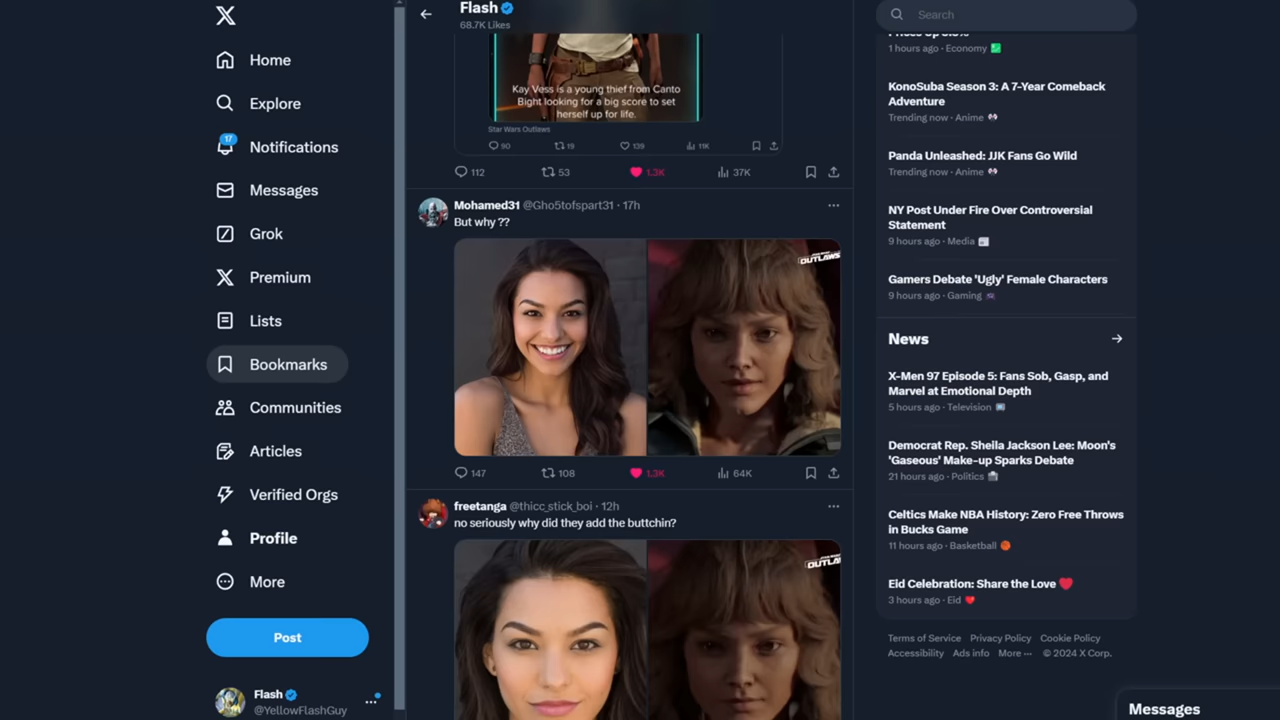 Home
Explore
17
Notifications
Messages
Grok
Premium
Lists
Bookmarks
Communities
Articles
Verified Orgs
Profile
More
Post
Flash
@YellowFlashGuy
Flash
68.7K Likes
Kay Vess is a young thief from Canto
Bight looking for a big score to set
herself up for life.
Star Wars Outlaws
90 19 139 11K
112 53 1.3K 37K
Mohamed31 @Gho5tofspart31 · 17h
But why ??
OUTLAWS
147 108 1.3K 64K
freetanga @thicc_stick_boi · 12h
no seriously why did they add the buttchin?
Search
1 hours ago · Economy
KonoSuba Season 3: A 7-Year Comeback
Adventure
Trending now · Anime
Panda Unleashed: JJK Fans Go Wild
Trending now · Anime
NY Post Under Fire Over Controversial
Statement
9 hours ago · Media
Gamers Debate 'Ugly' Female Characters
9 hours ago · Gaming
News
X-Men 97 Episode 5: Fans Sob, Gasp, and
Marvel at Emotional Depth
5 hours ago · Television
Democrat Rep. Sheila Jackson Lee: Moon's
'Gaseous' Make-up Sparks Debate
21 hours ago · Politics
Celtics Make NBA History: Zero Free Throws
in Bucks Game
11 hours ago · Basketball
Eid Celebration: Share the Love
3 hours ago · Eid
Terms of Service Privacy Policy Cookie Policy
Accessibility Ads info More ··· © 2024 X Corp.
Messages